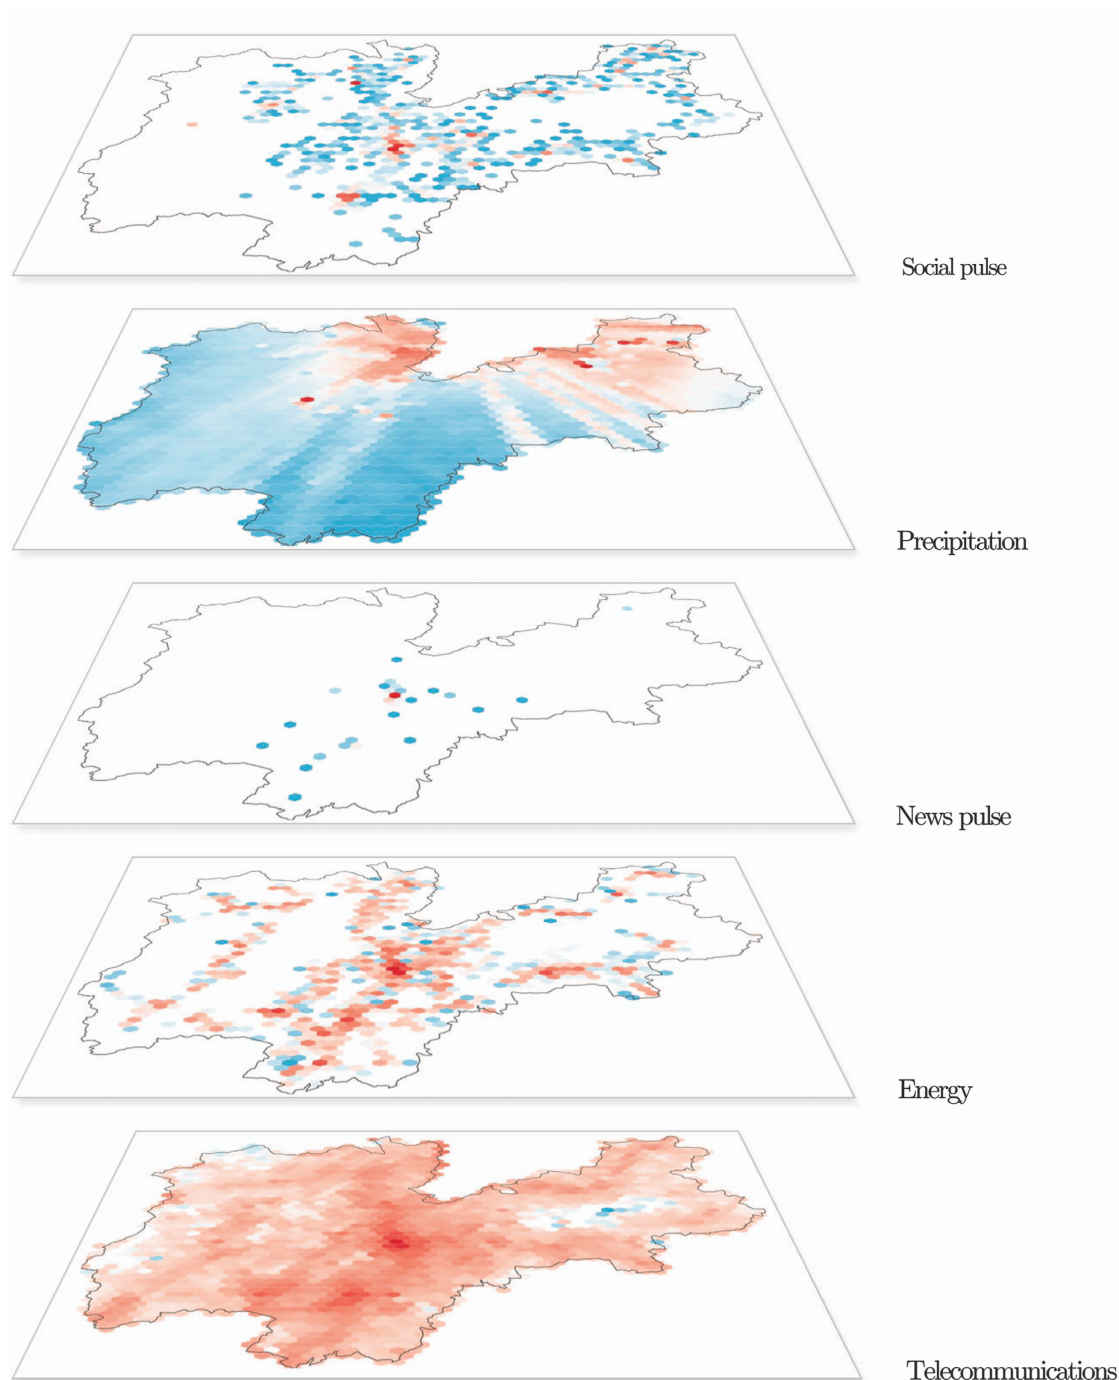 Social pulse
Precipitation
News pulse
Energy
Telecommunications